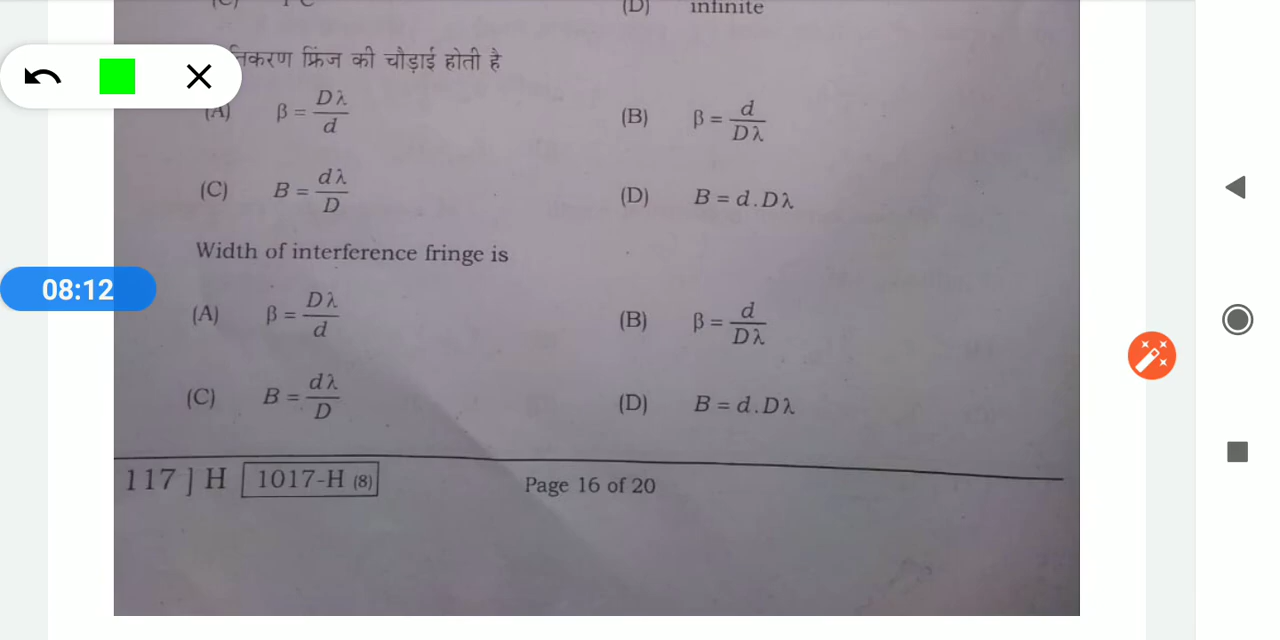 (D) infinite
फ्रिंज की चौड़ाई होती है
(A) β = Dλ/d (B) β = d/Dλ
(C) B = dλ/D (D) B = d.Dλ
Width of interference fringe is
08:12
(A) β = Dλ/d (B) β = d/Dλ
(C) B = dλ/D (D) B = d.Dλ
117 ] H 1017-H (8) Page 16 of 20